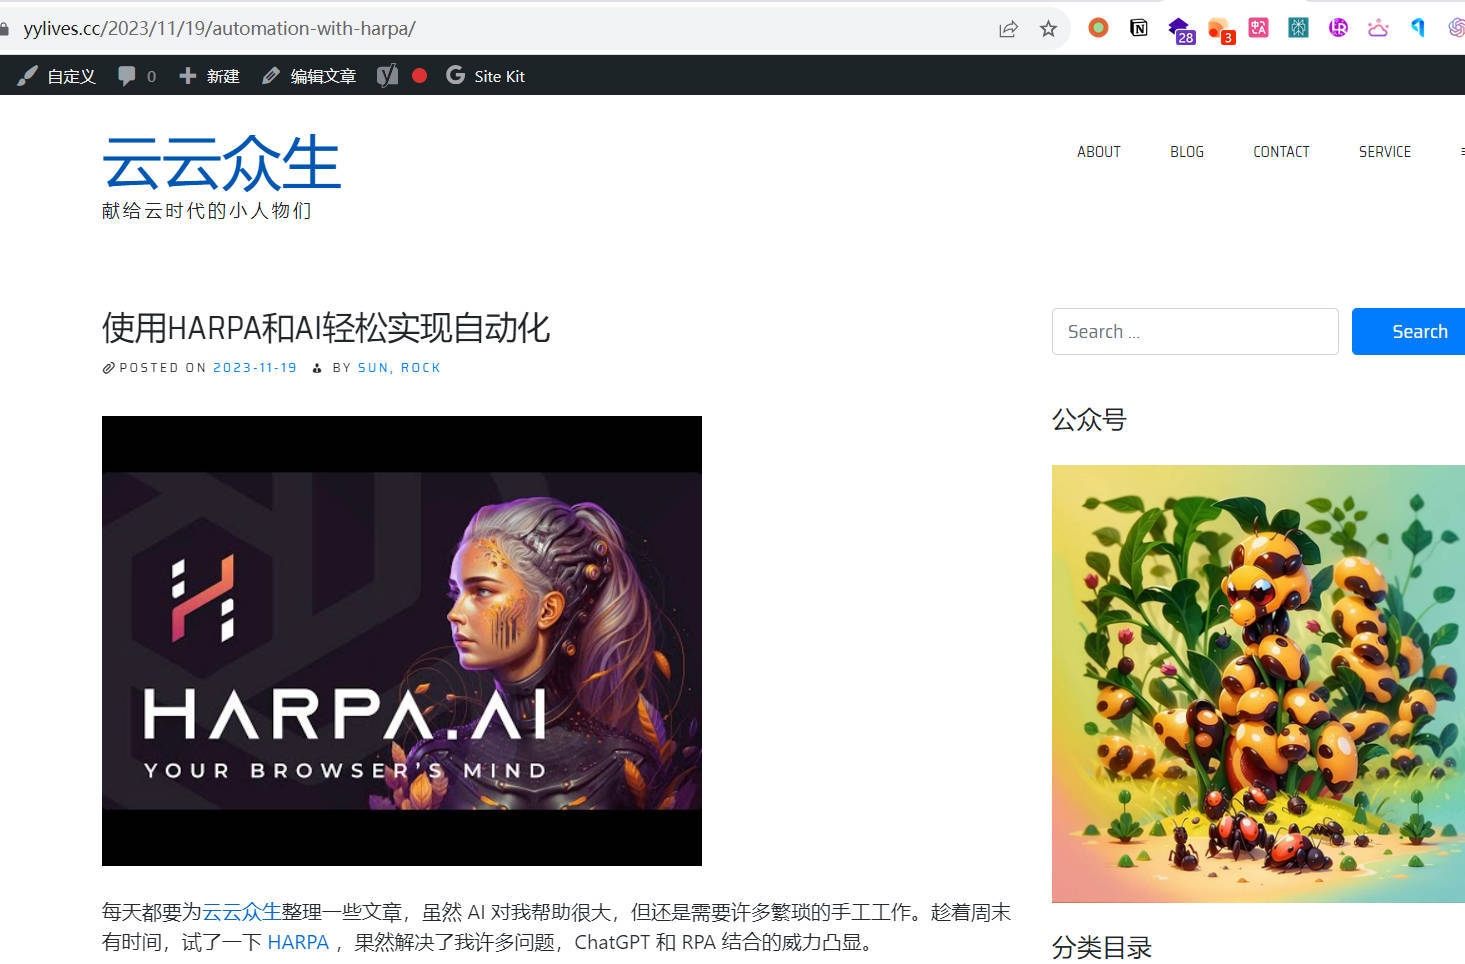 yylives.cc/2023/11/19/automation-with-harpa/
28
3
自定义 0 新建 编辑文章 Site Kit
云云众生
献给云时代的小人物们
ABOUT BLOG CONTACT SERVICE
使用HARPA和AI轻松实现自动化
POSTED ON 2023-11-19 BY SUN, ROCK
Search ...
Search
公众号
HARPA.AI
YOUR BROWSER'S MIND
每天都要为云云众生整理一些文章，虽然 AI 对我帮助很大，但还是需要许多繁琐的手工工作。趁着周末
有时间，试了一下 HARPA ，果然解决了我许多问题，ChatGPT 和 RPA 结合的威力凸显。
分类目录